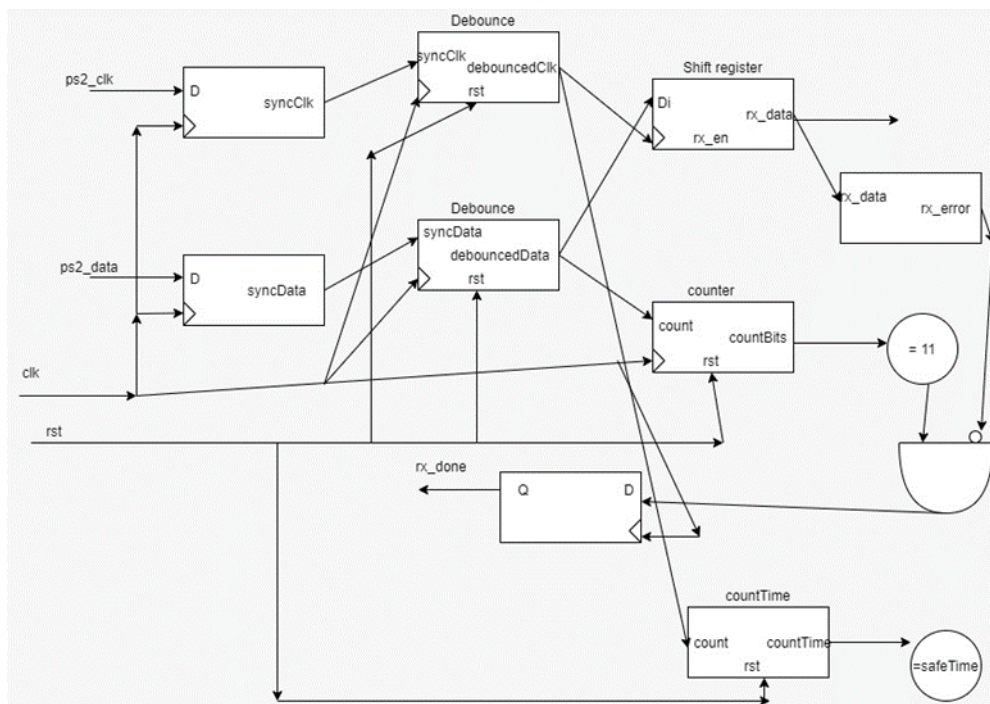 Debounce
ps2_clk
D
syncClk
syncClk
debouncedClk
rst
Shift register
Di
rx_data
rx_en
rx_data
rx_error
Debounce
ps2_data
D
syncData
syncData
debouncedData
rst
counter
count
countBits
rst
= 11
clk
rst
rx_done
Q
D
countTime
count
countTime
rst
=safeTime